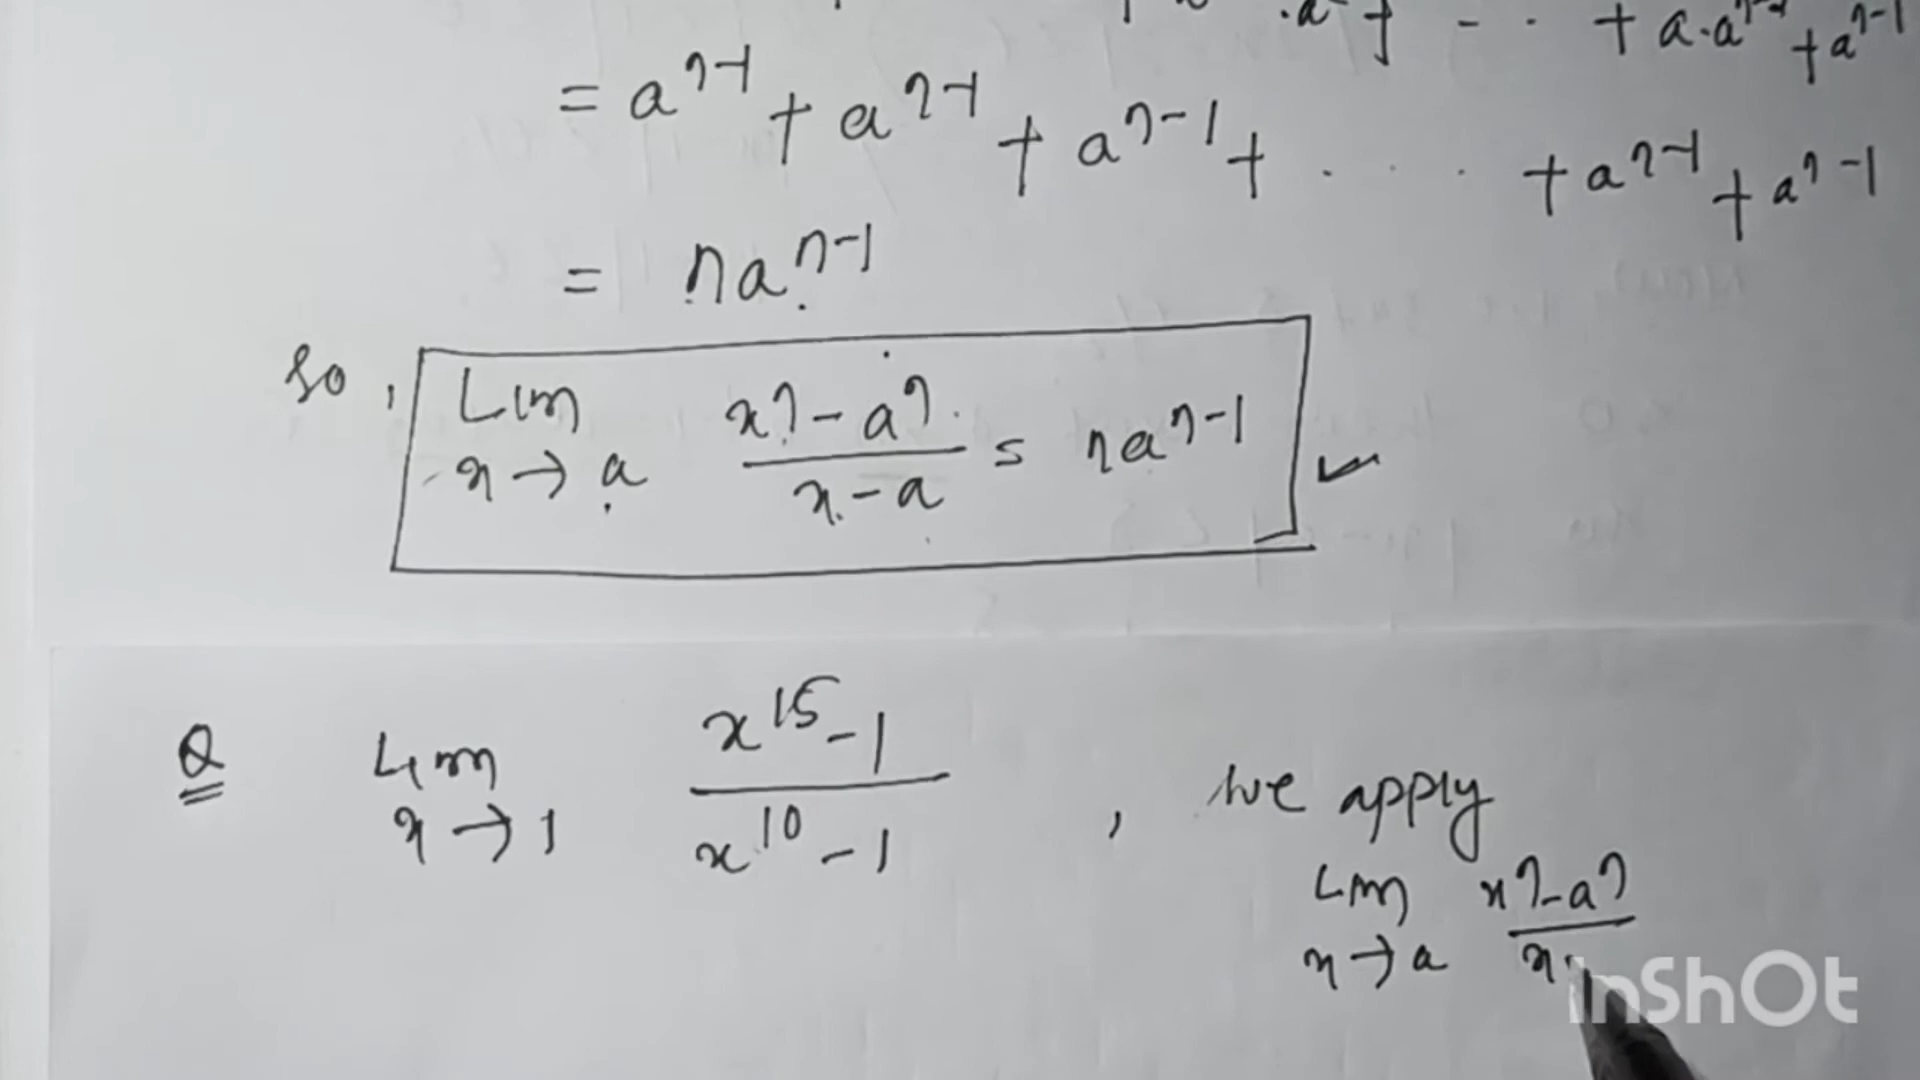 .a + - · + a·aⁿ⁻² + aⁿ⁻¹
= aⁿ⁻¹ + aⁿ⁻¹ + aⁿ⁻¹ + . . . + aⁿ⁻¹ + aⁿ⁻¹
= naⁿ⁻¹
So, Lim x→a (xⁿ-aⁿ)/(x-a) = naⁿ⁻¹ ✓
Q Lim x→1 (x¹⁵-1)/(x¹⁰-1) , we apply
Lim x→a (xⁿ-aⁿ)/x
InShOt